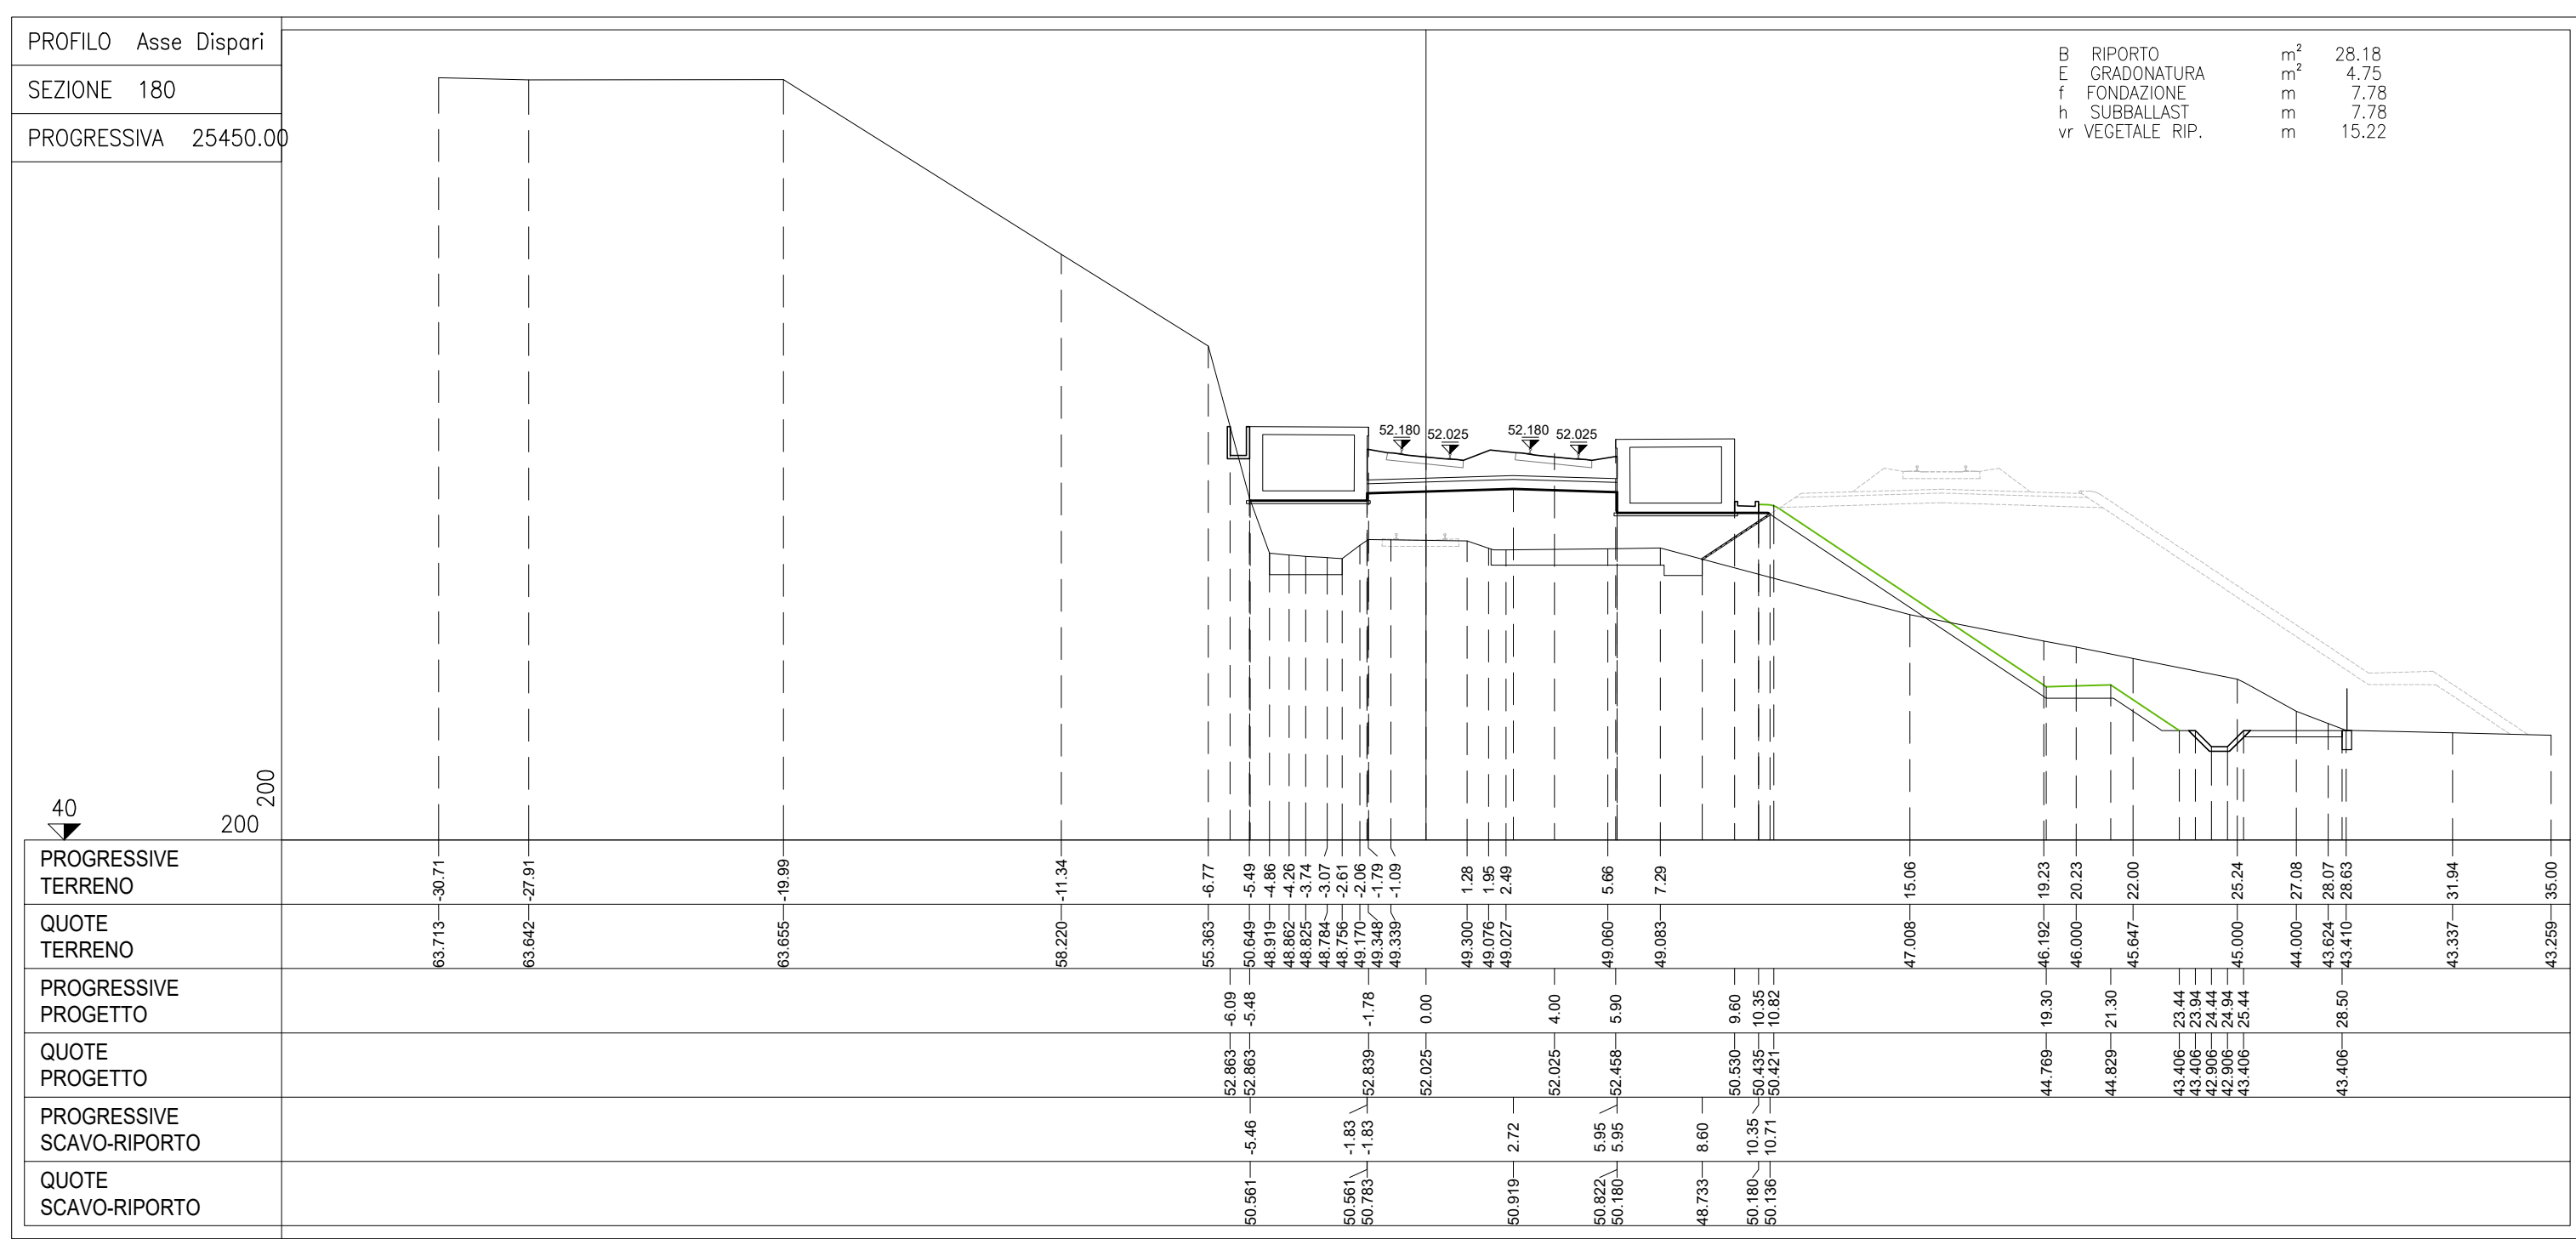 PROFILO Asse Dispari
SEZIONE 180
PROGRESSIVA 25450.00
B RIPORTO m² 28.18
E GRADONATURA m² 4.75
f FONDAZIONE m 7.78
h SUBBALLAST m 7.78
vr VEGETALE RIP. m 15.22
52.180 52.025 52.180 52.025
200
40
200
PROGRESSIVE
TERRENO
-30.71 -27.91 -19.99 -11.34 -6.77 -5.49 -4.86 -4.26 -3.74 -3.07 -2.61 -2.06 -1.79 -1.09 1.28 1.95 2.49 5.66 7.29 15.06 19.23 20.23 22.00 25.24 27.08 28.07 28.63 31.94 35.00
QUOTE
TERRENO
63.713 63.642 63.655 58.220 55.363 50.649 48.919 48.862 48.825 48.784 48.756 49.170 49.348 49.339 49.300 49.076 49.027 49.060 49.083 47.008 46.192 46.000 45.647 45.000 44.000 43.624 43.410 43.337 43.259
PROGRESSIVE
PROGETTO
-6.09 -5.48 -1.78 0.00 4.00 5.90 9.60 10.35 10.82 19.30 21.30 23.44 23.94 24.44 24.94 25.44 28.50
QUOTE
PROGETTO
52.863 52.863 52.839 52.025 52.025 52.458 50.530 50.435 50.421 44.769 44.829 43.406 43.406 42.906 42.906 43.406 43.406
PROGRESSIVE
SCAVO-RIPORTO
-5.46 -1.83 -1.83 2.72 5.95 5.95 8.60 10.35 10.71
QUOTE
SCAVO-RIPORTO
50.561 50.561 50.783 50.919 50.822 50.180 48.733 50.180 50.136